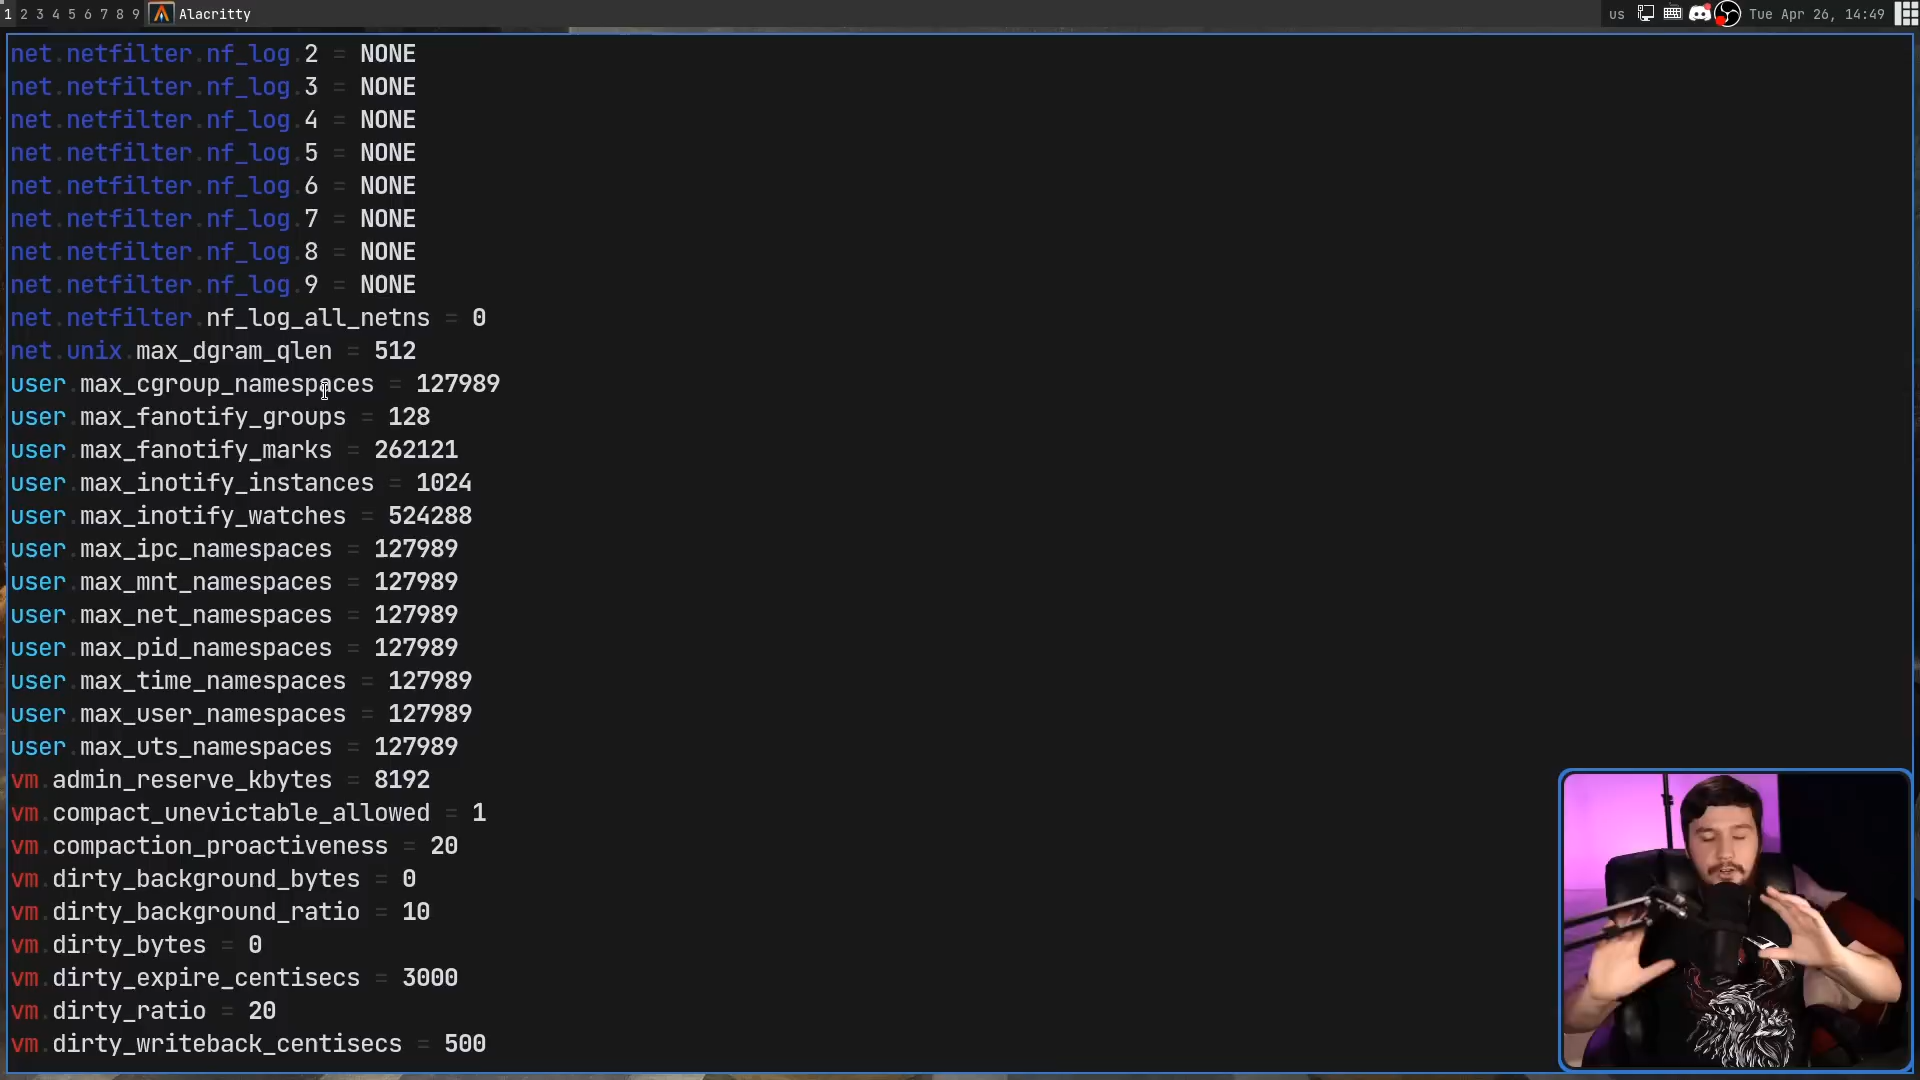 1 2 3 4 5 6 7 8 9 Alacritty us Tue Apr 26, 14:49
net.netfilter.nf_log.2 = NONE
net.netfilter.nf_log.3 = NONE
net.netfilter.nf_log.4 = NONE
net.netfilter.nf_log.5 = NONE
net.netfilter.nf_log.6 = NONE
net.netfilter.nf_log.7 = NONE
net.netfilter.nf_log.8 = NONE
net.netfilter.nf_log.9 = NONE
net.netfilter.nf_log_all_netns = 0
net.unix.max_dgram_qlen = 512
user.max_cgroup_namespaces = 127989
user.max_fanotify_groups = 128
user.max_fanotify_marks = 262121
user.max_inotify_instances = 1024
user.max_inotify_watches = 524288
user.max_ipc_namespaces = 127989
user.max_mnt_namespaces = 127989
user.max_net_namespaces = 127989
user.max_pid_namespaces = 127989
user.max_time_namespaces = 127989
user.max_user_namespaces = 127989
user.max_uts_namespaces = 127989
vm.admin_reserve_kbytes = 8192
vm.compact_unevictable_allowed = 1
vm.compaction_proactiveness = 20
vm.dirty_background_bytes = 0
vm.dirty_background_ratio = 10
vm.dirty_bytes = 0
vm.dirty_expire_centisecs = 3000
vm.dirty_ratio = 20
vm.dirty_writeback_centisecs = 500